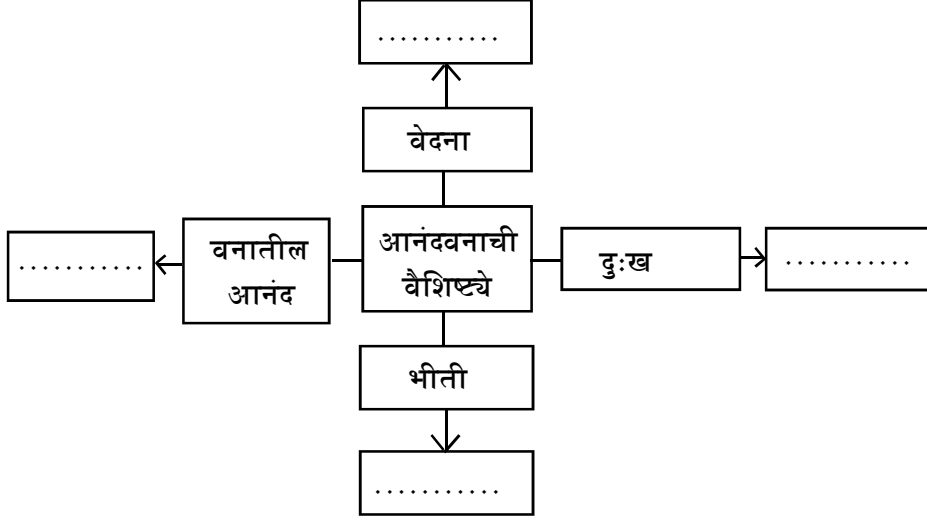 ...........
वेदना
वनातील
आनंद
...........
आनंदवनाची
वैशिष्ट्ये
दुःख
...........
भीती
...........